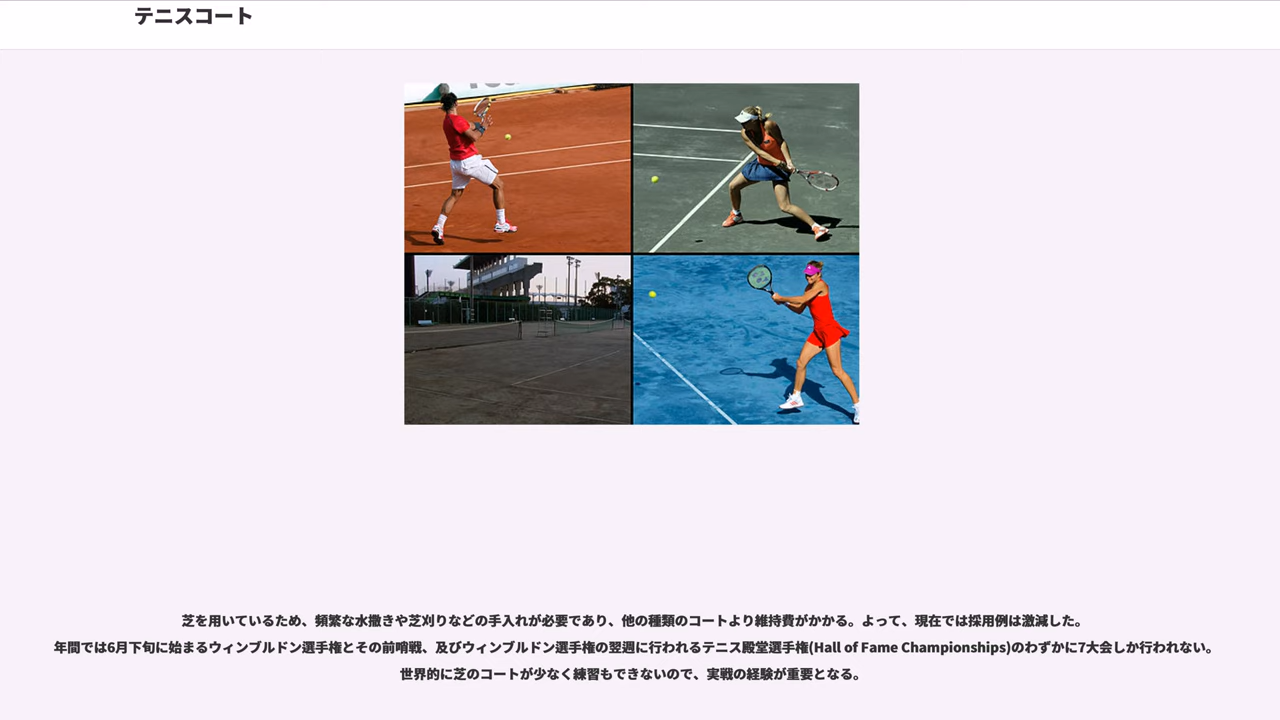 テニスコート
芝を用いているため、頻繁な水撒きや芝刈りなどの手入れが必要であり、他の種類のコートより維持費がかかる。よって、現在では採用例は激減した。
年間では6月下旬に始まるウィンブルドン選手権とその前哨戦、及びウィンブルドン選手権の翌週に行われるテニス殿堂選手権(Hall of Fame Championships)のわずかに7大会しか行われない。
世界的に芝のコートが少なく練習もできないので、実戦の経験が重要となる。